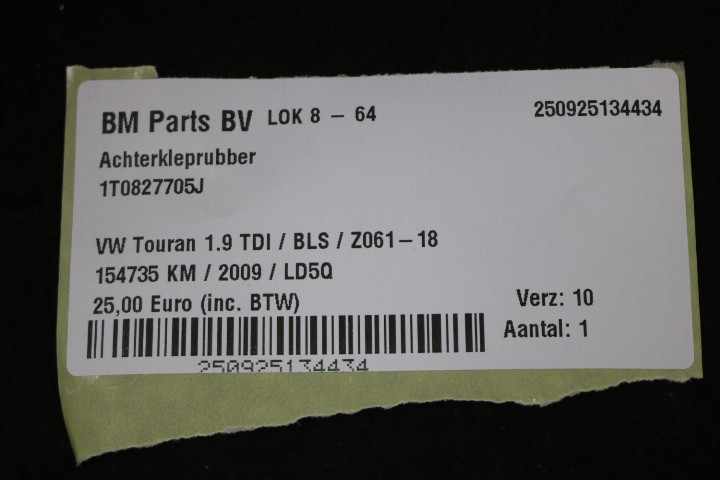 BM Parts BV LOK 8 – 64 250925134434
Achterkleprubber
1T0827705J
VW Touran 1.9 TDI / BLS / Z061–18
154735 KM / 2009 / LD5Q
25,00 Euro (inc. BTW) Verz: 10
Aantal: 1
250925134434